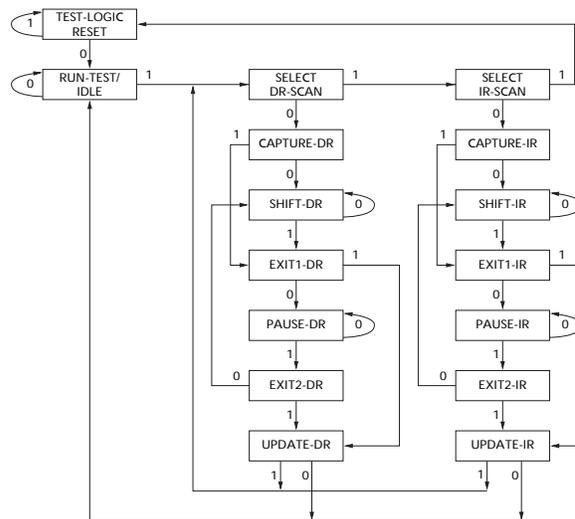 1
TEST-LOGIC
RESET
0
0
RUN-TEST/
IDLE
1
SELECT
DR-SCAN
1
SELECT
IR-SCAN
1
0
0
1
CAPTURE-DR
1
CAPTURE-IR
0
0
SHIFT-DR
0
SHIFT-IR
0
1
1
EXIT1-DR
1
EXIT1-IR
1
0
0
PAUSE-DR
0
PAUSE-IR
0
1
1
0
EXIT2-DR
0
EXIT2-IR
1
1
UPDATE-DR
UPDATE-IR
1
0
1
0